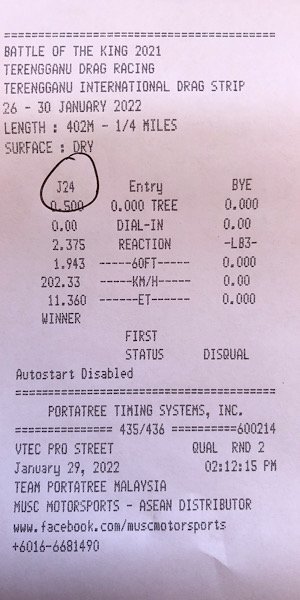 ========================================
BATTLE OF THE KING 2021
TERENGGANU DRAG RACING
TERENGGANU INTERNATIONAL DRAG STRIP
26 - 30 JANUARY 2022
LENGTH : 402M - 1/4 MILES
SURFACE : DRY
========================================
J24 Entry BYE
0.500 0.000 TREE 0.000
0.00 DIAL-IN 0.00
2.375 REACTION -LB3-
1.943 -----60FT----- 0.000
202.33 -----KM/H----- 0.00
11.360 ------ET------ 0.000
WINNER
FIRST
STATUS DISQUAL
Autostart Disabled
========================================
PORTATREE TIMING SYSTEMS, INC.
=============== 435/436 ==========600214
VTEC PRO STREET QUAL RND 2
January 29, 2022 02:12:15 PM
TEAM PORTATREE MALAYSIA
MUSC MOTORSPORTS - ASEAN DISTRIBUTOR
www.facebook.com/muscmotorsports
+6016-6681490